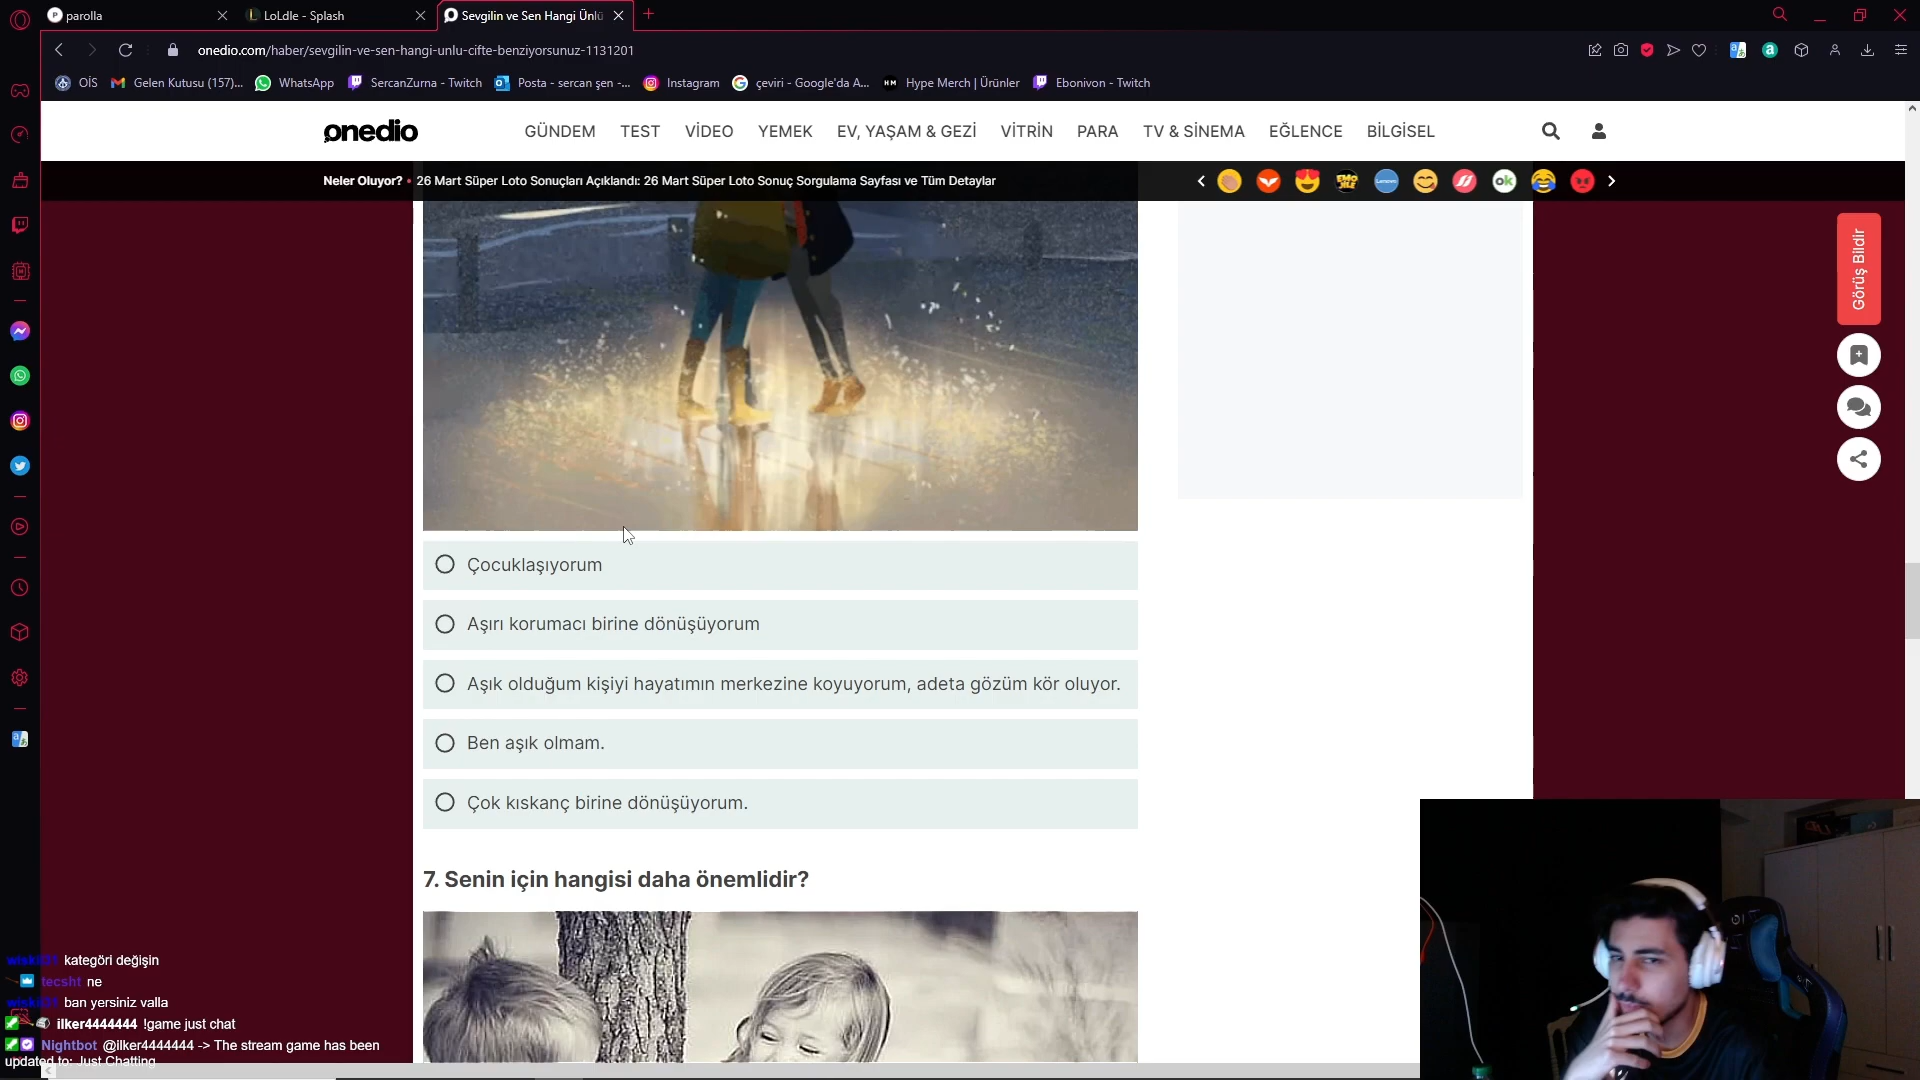 parolla
LoLdle - Splash
Sevgilin ve Sen Hangi Ünlü
onedio.com/haber/sevgilin-ve-sen-hangi-unlu-cifte-benziyorsunuz-1131201
OİS
Gelen Kutusu (157)...
WhatsApp
SercanZurna - Twitch
Posta - sercan şen -...
Instagram
çeviri - Google'da A...
Hype Merch | Ürünler
Ebonivon - Twitch
onedio
GÜNDEM TEST VİDEO YEMEK EV, YAŞAM & GEZİ VİTRİN PARA TV & SİNEMA EĞLENCE BİLGİSEL
Neler Oluyor? • 26 Mart Süper Loto Sonuçları Açıklandı: 26 Mart Süper Loto Sonuç Sorgulama Sayfası ve Tüm Detaylar
ok
Görüş Bildir
Çocuklaşıyorum
Aşırı korumacı birine dönüşüyorum
Aşık olduğum kişiyi hayatımın merkezine koyuyorum, adeta gözüm kör oluyor.
Ben aşık olmam.
Çok kıskanç birine dönüşüyorum.
7. Senin için hangisi daha önemlidir?
kategöri değişin
tecsht ne
ban yersiniz valla
ilker4444444 !game just chat
Nightbot @ilker4444444 -> The stream game has been
updated to: Just Chatting